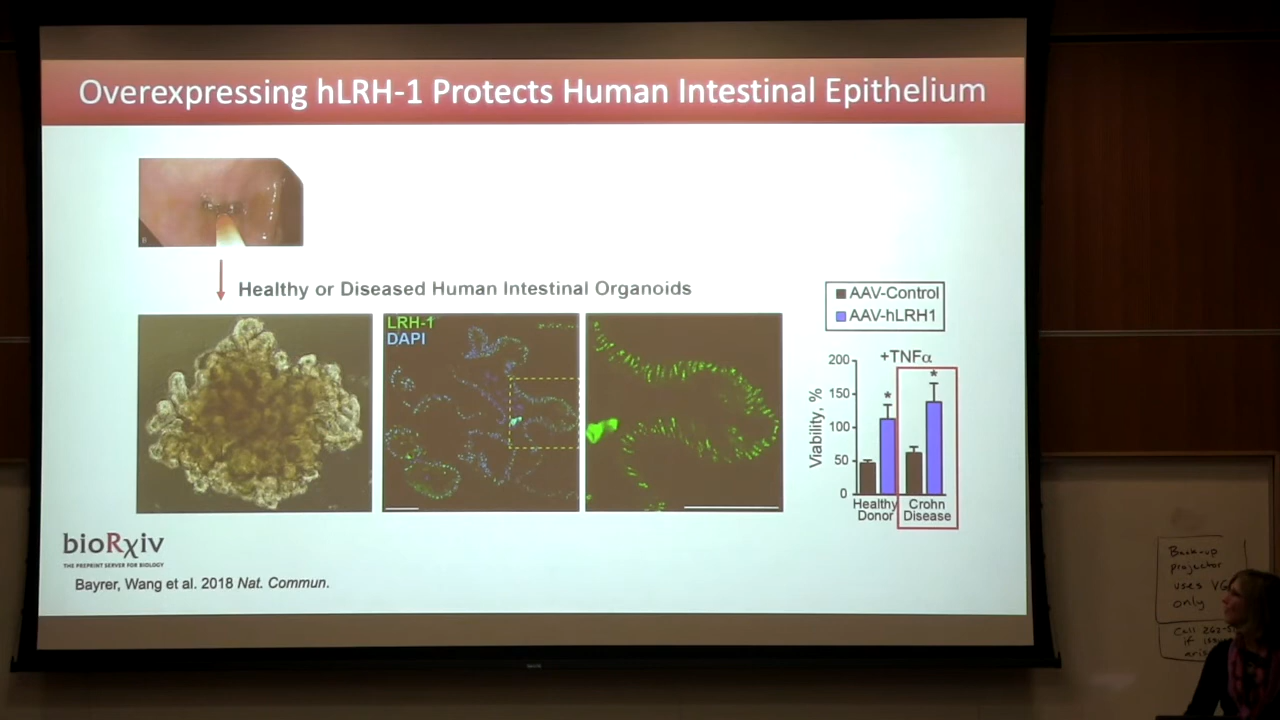 Overexpressing hLRH-1 Protects Human Intestinal Epithelium
B
Healthy or Diseased Human Intestinal Organoids
LRH-1
DAPI
AAV-Control
AAV-hLRH1
+TNFα
Viability, %
200
150
100
50
0
*
*
Healthy
Donor
Crohn
Disease
bioRχiv
THE PREPRINT SERVER FOR BIOLOGY
Bayrer, Wang et al. 2018 Nat. Commun.
Back-up
projector
uses
only
Call
if